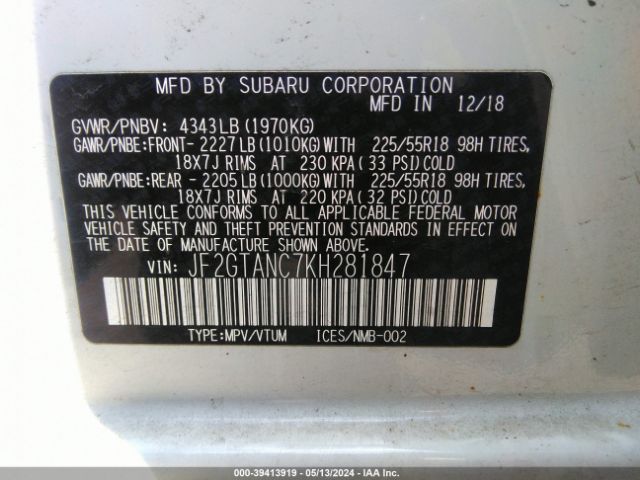 MFD BY SUBARU CORPORATION
MFD IN 12/18
GVWR/PNBV: 4343LB(1970KG)
GAWR/PNBE:FRONT- 2227LB(1010KG)WITH 225/55R18 98H TIRES,
18X7J RIMS AT 230 KPA(33 PSI)COLD
GAWR/PNBE:REAR - 2205LB(1000KG)WITH 225/55R18 98H TIRES,
18X7J RIMS AT 220 KPA(32 PSI)COLD
THIS VEHICLE CONFORMS TO ALL APPLICABLE FEDERAL MOTOR
VEHICLE SAFETY AND THEFT PREVENTION STANDARDS IN EFFECT
ON THE DATE OF MANUFACTURE SHOWN ABOVE.
VIN: JF2GTANC7KH281847
TYPE:MPV/VTUM ICES/NMB-002
000-39413919 - 05/13/2024 - IAA